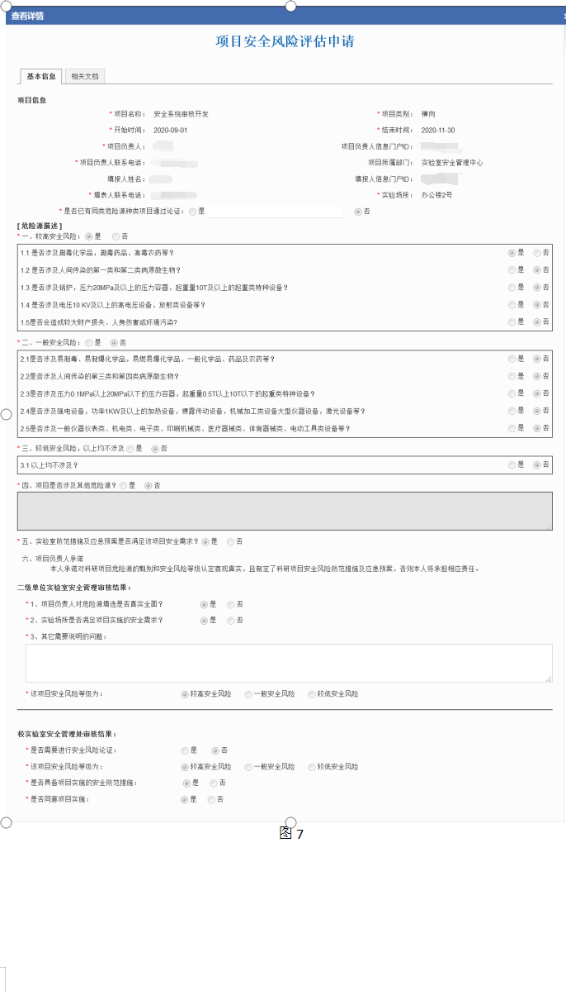 查看详情
项目安全风险评估申请
基本信息 相关文档
项目信息
* 项目名称： 安全系统审核开发 * 项目类别： 横向
* 开始时间： 2020-09-01 * 结束时间： 2020-11-30
* 项目负责人： 项目负责人信息门户ID：
* 项目负责人联系电话： 项目所属部门： 实验室安全管理中心
填报人姓名： 填报人信息门户ID：
* 填表人联系电话： * 实验场所： 办公楼2号
* 是否已有同类危险源种类项目通过论证： 是 否
[ 危险源描述 ]
* 一、较高安全风险： 是 否
1.1 是否涉及剧毒化学品，剧毒药品，高毒农药等？ 是 否
1.2 是否涉及人间传染的第一类和第二类病原微生物？ 是 否
1.3 是否涉及锅炉，压力20MPa及以上的压力容器，起重量10T及以上的起重类特种设备？ 是 否
1.4 是否涉及电压10 KV及以上的高电压设备，放射类设备等？ 是 否
1.5是否会造成较大财产损失、人身伤害或环境污染? 是 否
* 二、一般安全风险： 是 否
2.1是否涉及易制毒、易制爆化学品，易燃易爆化学品，一般化学品、药品及农药等？ 是 否
2.2是否涉及人间传染的第三类和第四类病原微生物？ 是 否
2.3是否涉及压力0.1MPa以上20MPa以下的压力容器，起重量0.5T以上10T以下的起重类特种设备？ 是 否
2.4是否涉及强电设备，功率1KW及以上的加热设备，裸露传动设备，机械加工类设备大型仪器设备，激光设备等？ 是 否
2.5是否涉及一般仪器仪表类、机电类、电子类、印刷机械类、医疗器械类、体育器械类、电动工具类设备等？ 是 否
* 三、较低安全风险，以上均不涉及 是 否
3.1 以上均不涉及？ 是 否
* 四、项目是否涉及其他危险源？ 是 否
* 五、实验室防范措施及应急预案是否满足该项目安全需求？ 是 否
六、项目负责人承诺
本人承诺对科研项目危险源的甄别和安全风险等级认定客观真实，且制定了科研项目安全风险防范措施及应急预案，否则本人将承担相应责任。
二级单位实验室安全管理审核结果：
* 1、项目负责人对危险源填选是否真实全面？ 是 否
* 2、实验场所是否满足项目实施的安全需求？ 是 否
* 3、其它需要说明的问题：
* 该项目安全风险等级为： 较高安全风险 一般安全风险 较低安全风险
校实验室安全管理处审核结果：
* 是否需要进行安全风险论证： 是 否
* 该项目安全风险等级为： 较高安全风险 一般安全风险 较低安全风险
* 是否具备项目实施的安全防范措施： 是 否
* 是否同意项目实施： 是 否
图 7